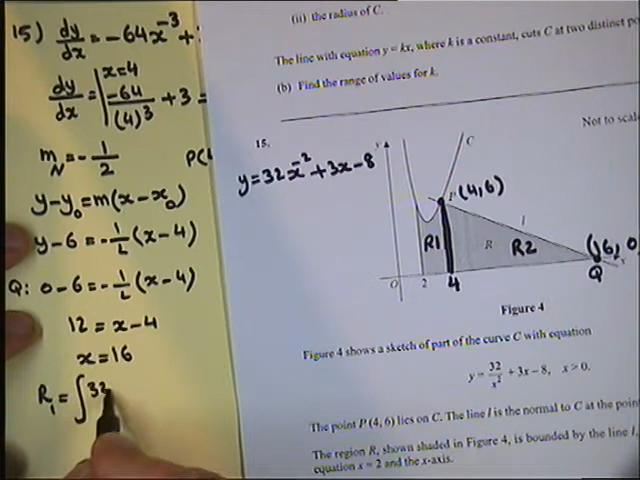 15) dy/dx = -64x⁻³ +
dy/dx = | x=4 -64/(4)³ + 3 =
m_N = -1/2 P(
y-y₀ = m(x-x₀)
y-6 = -1/2(x-4)
Q: 0-6 = -1/2(x-4)
12 = x-4
x = 16
R₁ = ∫32
(ii) the radius of C.
The line with equation y = kx, where k is a constant, cuts C at two distinct
(b) Find the range of values for k.
15.
Not to scale
y
C
y = 32x⁻² + 3x - 8
P (4,6)
l
R1
R
R2
(16, 0
x
O
2
4
Q
Figure 4
Figure 4 shows a sketch of part of the curve C with equation
y = 32/x² + 3x - 8, x > 0.
The point P (4, 6) lies on C. The line l is the normal to C at the point
The region R, shown shaded in Figure 4, is bounded by the line l,
equation x = 2 and the x-axis.